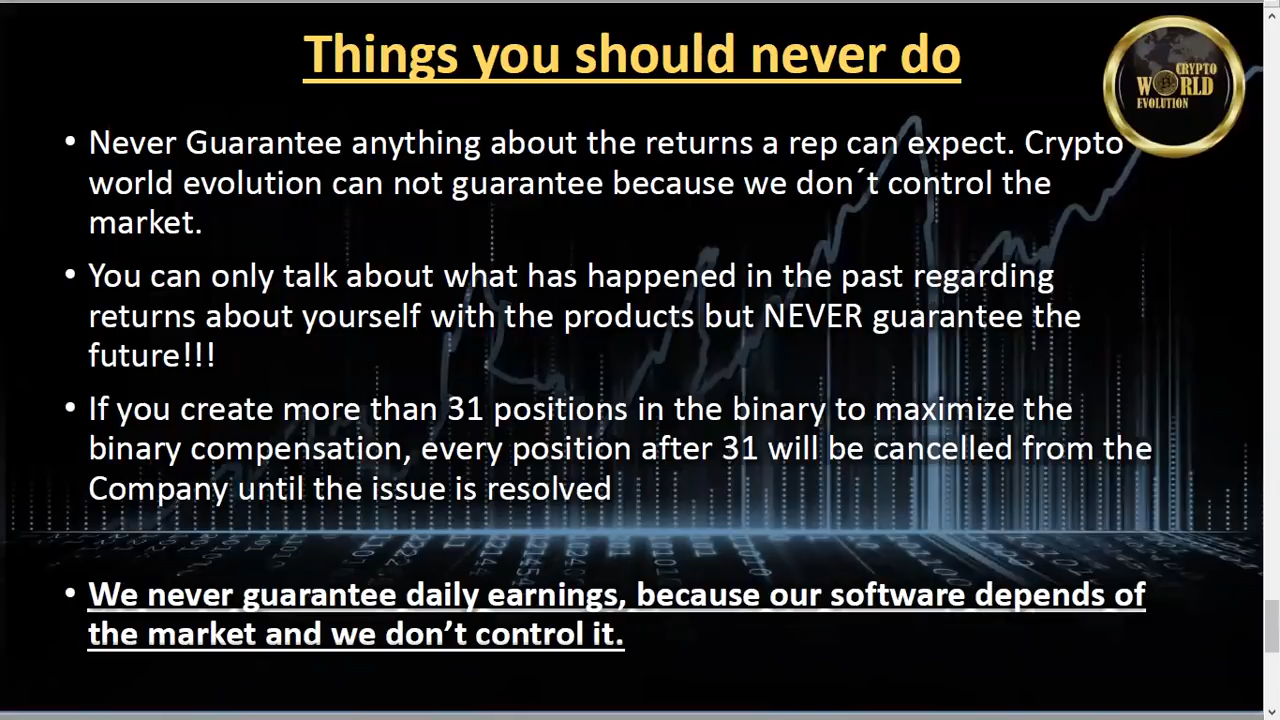 Things you should never do
CRYPTO
WORLD
EVOLUTION
• Never Guarantee anything about the returns a rep can expect. Crypto
world evolution can not guarantee because we don´t control the
market.
• You can only talk about what has happened in the past regarding
returns about yourself with the products but NEVER guarantee the
future!!!
• If you create more than 31 positions in the binary to maximize the
binary compensation, every position after 31 will be cancelled from the
Company until the issue is resolved
• We never guarantee daily earnings, because our software depends of
the market and we don’t control it.